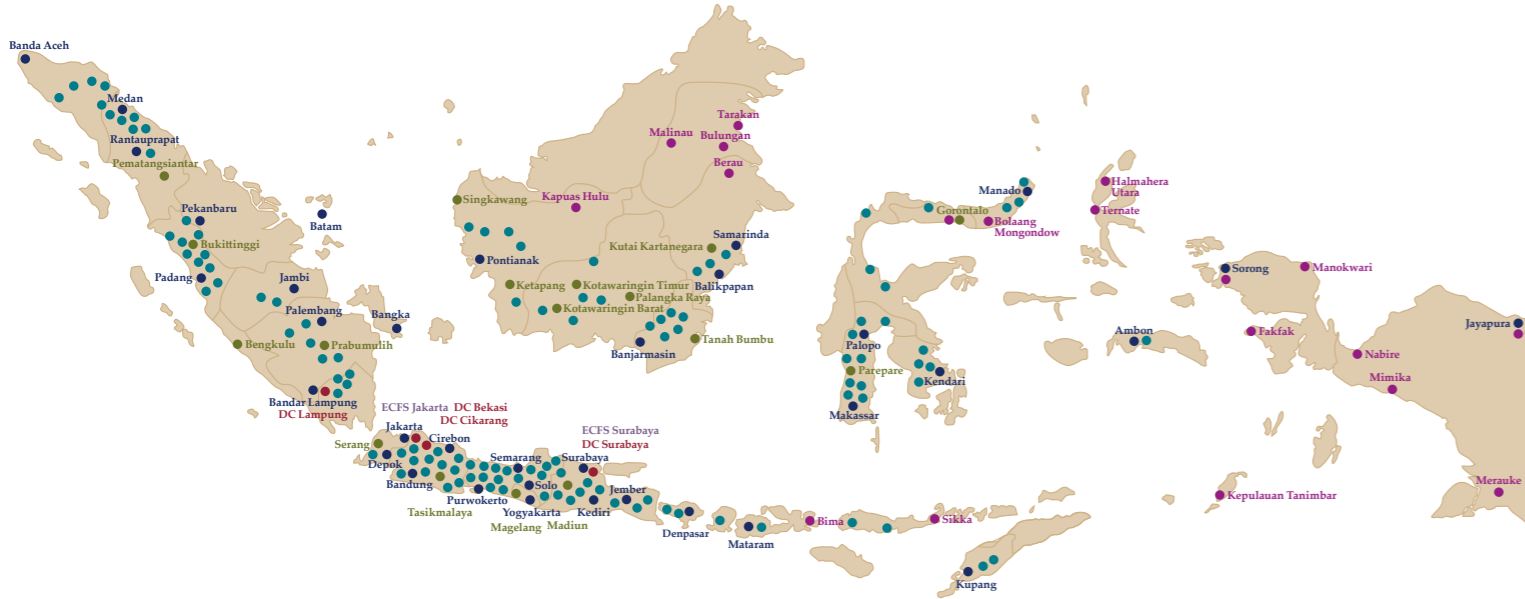 Banda Aceh
Medan
Rantauprapat
Pematangsiantar
Pekanbaru
Batam
Bukittinggi
Padang
Jambi
Palembang
Bangka
Bengkulu
Prabumulih
Bandar Lampung
DC Lampung
Tarakan
Malinau
Bulungan
Berau
Singkawang
Kapuas Hulu
Kutai Kartanegara
Samarinda
Pontianak
Balikpapan
Ketapang
Kotawaringin Timur
Palangka Raya
Kotawaringin Barat
Banjarmasin
Tanah Bumbu
Manado
Gorontalo
Bolaang
Mongondow
Halmahera
Utara
Ternate
Palopo
Parepare
Kendari
Makassar
Sorong
Manokwari
Ambon
Fakfak
Jayapura
Nabire
Mimika
Merauke
Kepulauan Tanimbar
ECFS Jakarta
DC Bekasi
DC Cikarang
ECFS Surabaya
DC Surabaya
Jakarta
Cirebon
Serang
Depok
Bandung
Semarang
Surabaya
Solo
Jember
Purwokerto
Yogyakarta
Kediri
Tasikmalaya
Magelang
Madiun
Denpasar
Mataram
Bima
Sikka
Kupang